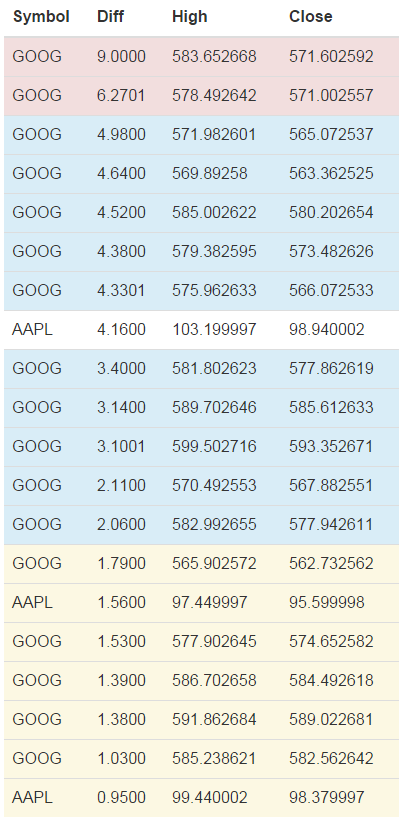 Symbol Diff High Close
GOOG 9.0000 583.652668 571.602592
GOOG 6.2701 578.492642 571.002557
GOOG 4.9800 571.982601 565.072537
GOOG 4.6400 569.89258 563.362525
GOOG 4.5200 585.002622 580.202654
GOOG 4.3800 579.382595 573.482626
GOOG 4.3301 575.962633 566.072533
AAPL 4.1600 103.199997 98.940002
GOOG 3.4000 581.802623 577.862619
GOOG 3.1400 589.702646 585.612633
GOOG 3.1001 599.502716 593.352671
GOOG 2.1100 570.492553 567.882551
GOOG 2.0600 582.992655 577.942611
GOOG 1.7900 565.902572 562.732562
AAPL 1.5600 97.449997 95.599998
GOOG 1.5300 577.902645 574.652582
GOOG 1.3900 586.702658 584.492618
GOOG 1.3800 591.862684 589.022681
GOOG 1.0300 585.238621 582.562642
AAPL 0.9500 99.440002 98.379997